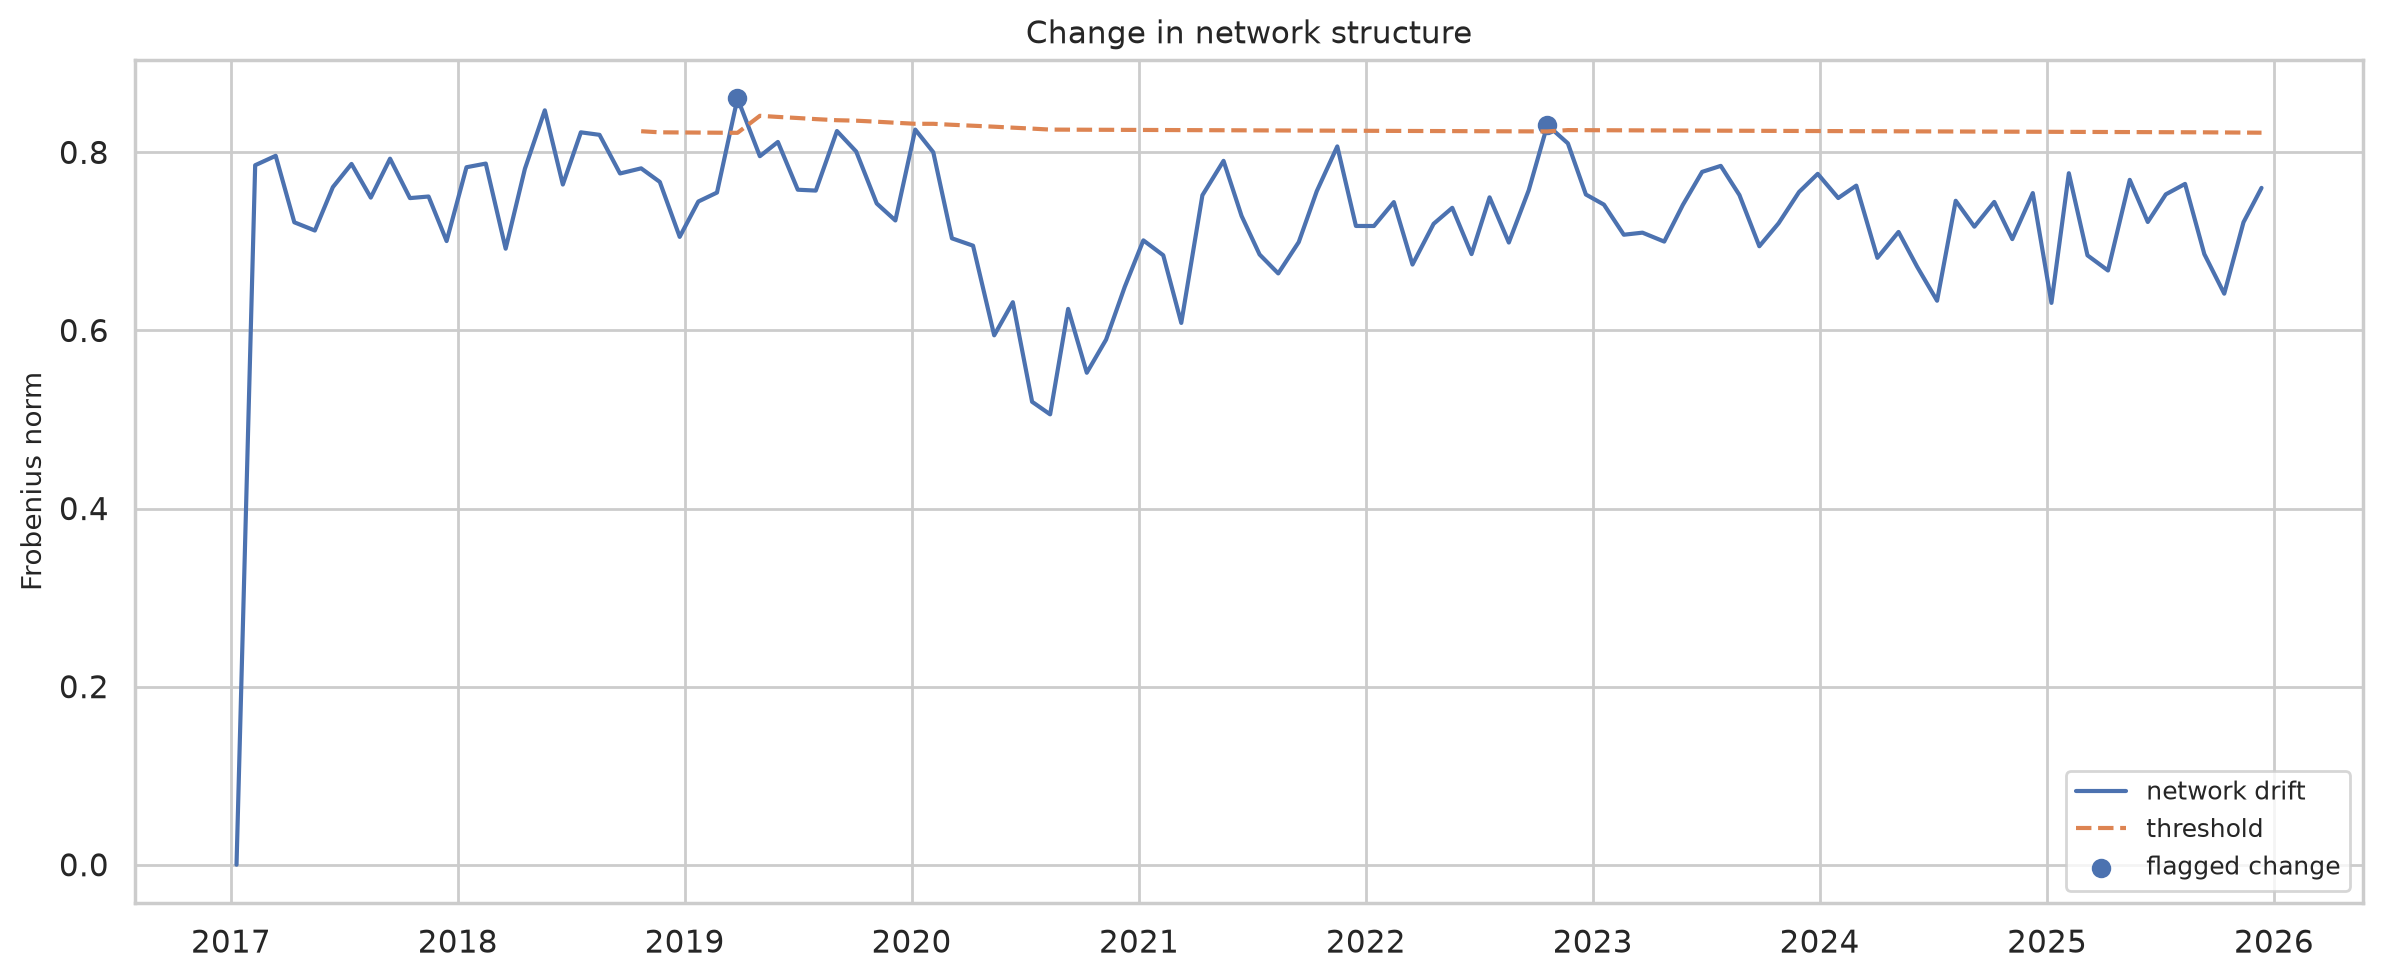 Change in network structure
Frobenius norm
0.8
0.6
0.4
0.2
0.0
network drift
threshold
flagged change
2017 2018 2019 2020 2021 2022 2023 2024 2025 2026